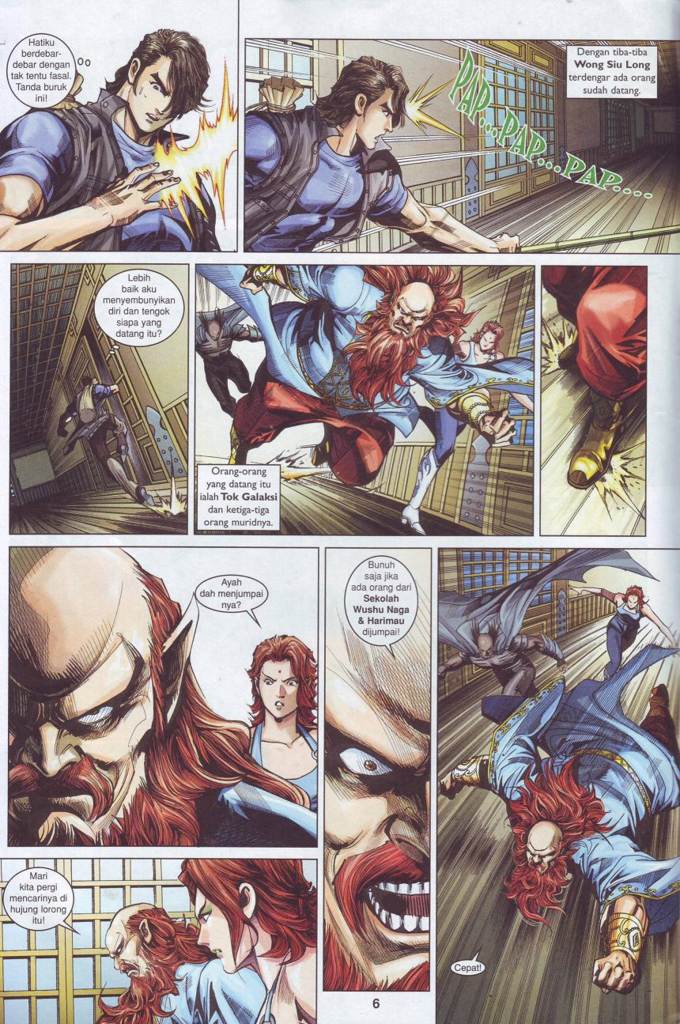 Hatiku
berdebar-
debar dengan
tak tentu fasal.
Tanda buruk
ini!
Dengan tiba-tiba
Wong Siu Long
terdengar ada orang
sudah datang.
PAP...PAP...PAP....
Lebih
baik aku
menyembunyikan
diri dan tengok
siapa yang
datang itu?
Orang-orang
yang datang itu
ialah Tok Galaksi
dan ketiga-tiga
orang muridnya.
Ayah
dah menjumpai
nya?
Bunuh
saja jika
ada orang dari
Sekolah
Wushu Naga
& Harimau
dijumpai!
Mari
kita pergi
mencarinya di
hujung lorong
itu!
Cepat!
6